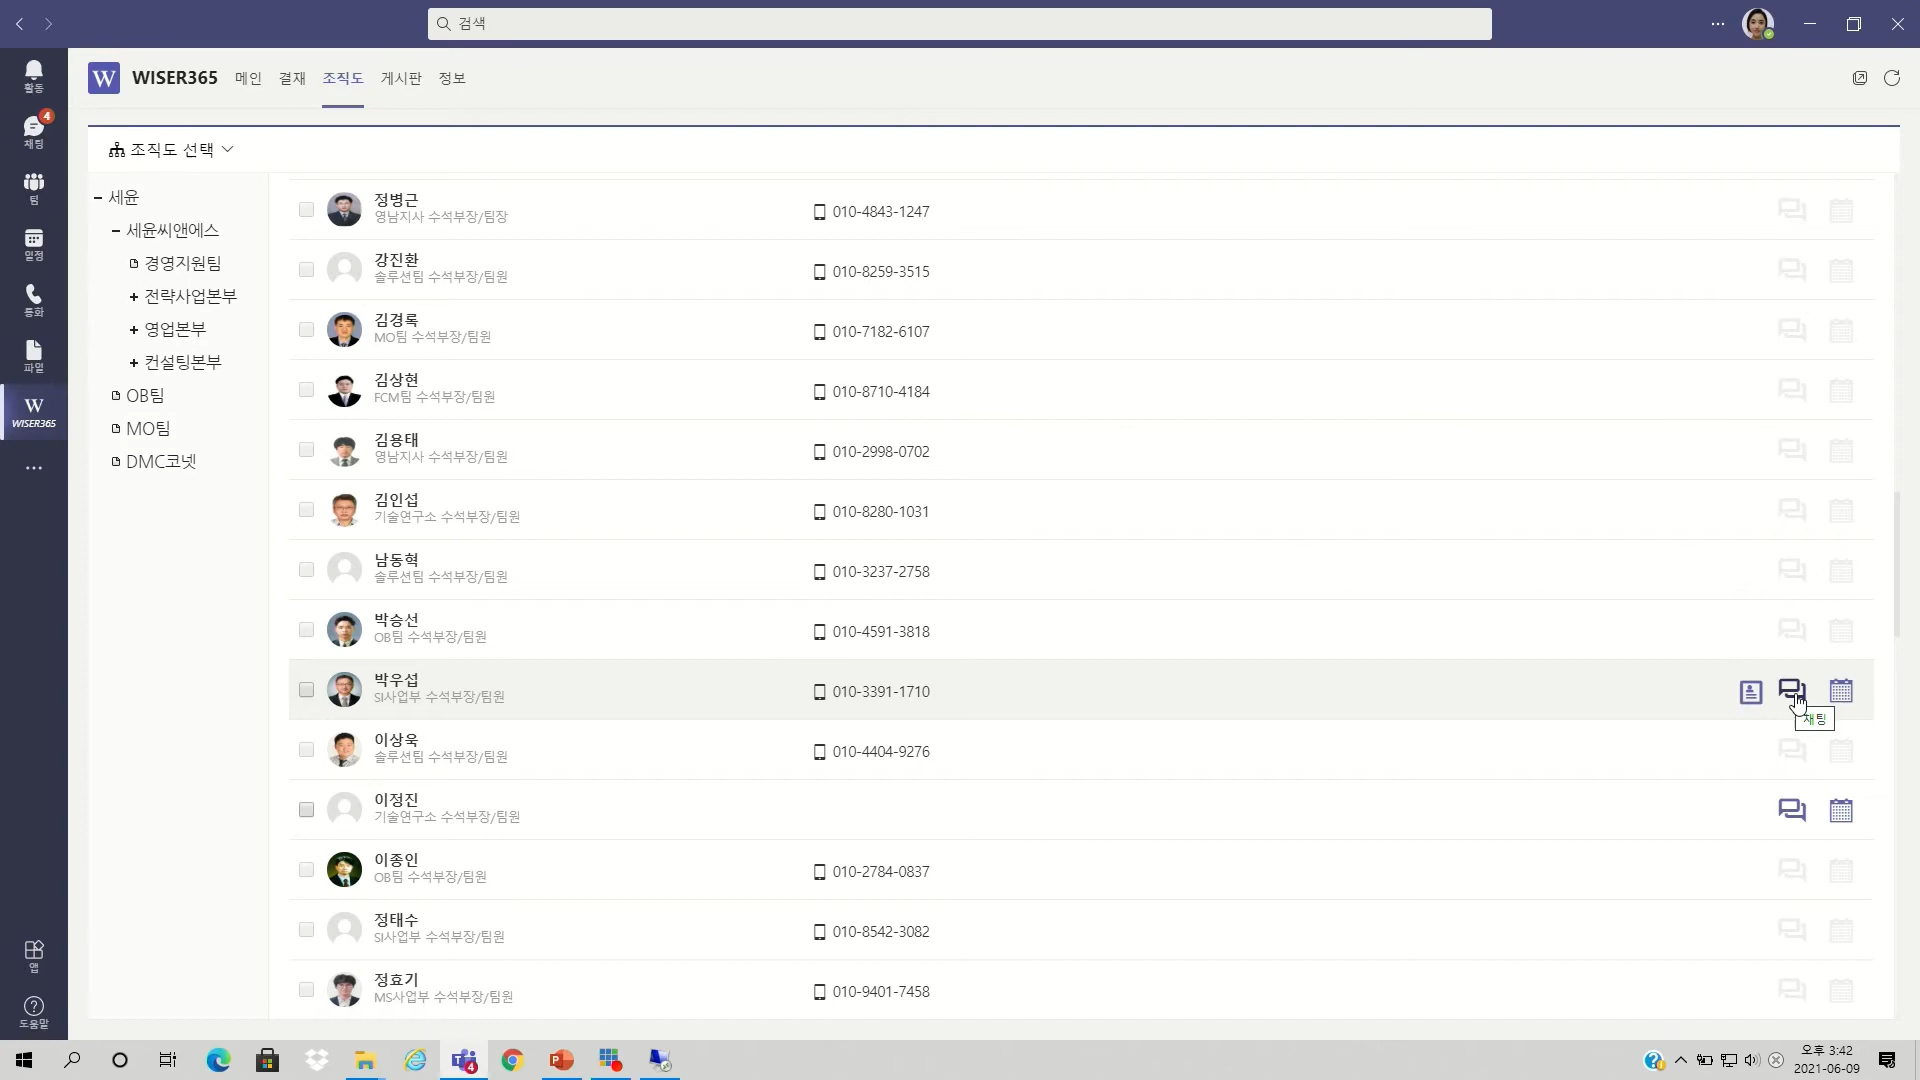 검색
활동
4
채팅
팀
일정
통화
파일
W
WISER365
앱
도움말
W WISER365 메인 결재 조직도 게시판 정보
조직도 선택
세윤
세윤씨앤에스
경영지원팀
전략사업본부
영업본부
컨설팅본부
OB팀
MO팀
DMC코넷
정병근
영남지사 수석부장/팀장
010-4843-1247
강진환
솔루션팀 수석부장/팀원
010-8259-3515
김경록
MO팀 수석부장/팀원
010-7182-6107
김상현
FCM팀 수석부장/팀원
010-8710-4184
김용태
영남지사 수석부장/팀원
010-2998-0702
김인섭
기술연구소 수석부장/팀원
010-8280-1031
남동혁
솔루션팀 수석부장/팀원
010-3237-2758
박승선
OB팀 수석부장/팀원
010-4591-3818
박우섭
SI사업부 수석부장/팀원
010-3391-1710
채팅
이상욱
솔루션팀 수석부장/팀원
010-4404-9276
이정진
기술연구소 수석부장/팀원
이종인
OB팀 수석부장/팀원
010-2784-0837
정태수
SI사업부 수석부장/팀원
010-8542-3082
정효기
MS사업부 수석부장/팀원
010-9401-7458
4
오후 3:42
2021-06-09